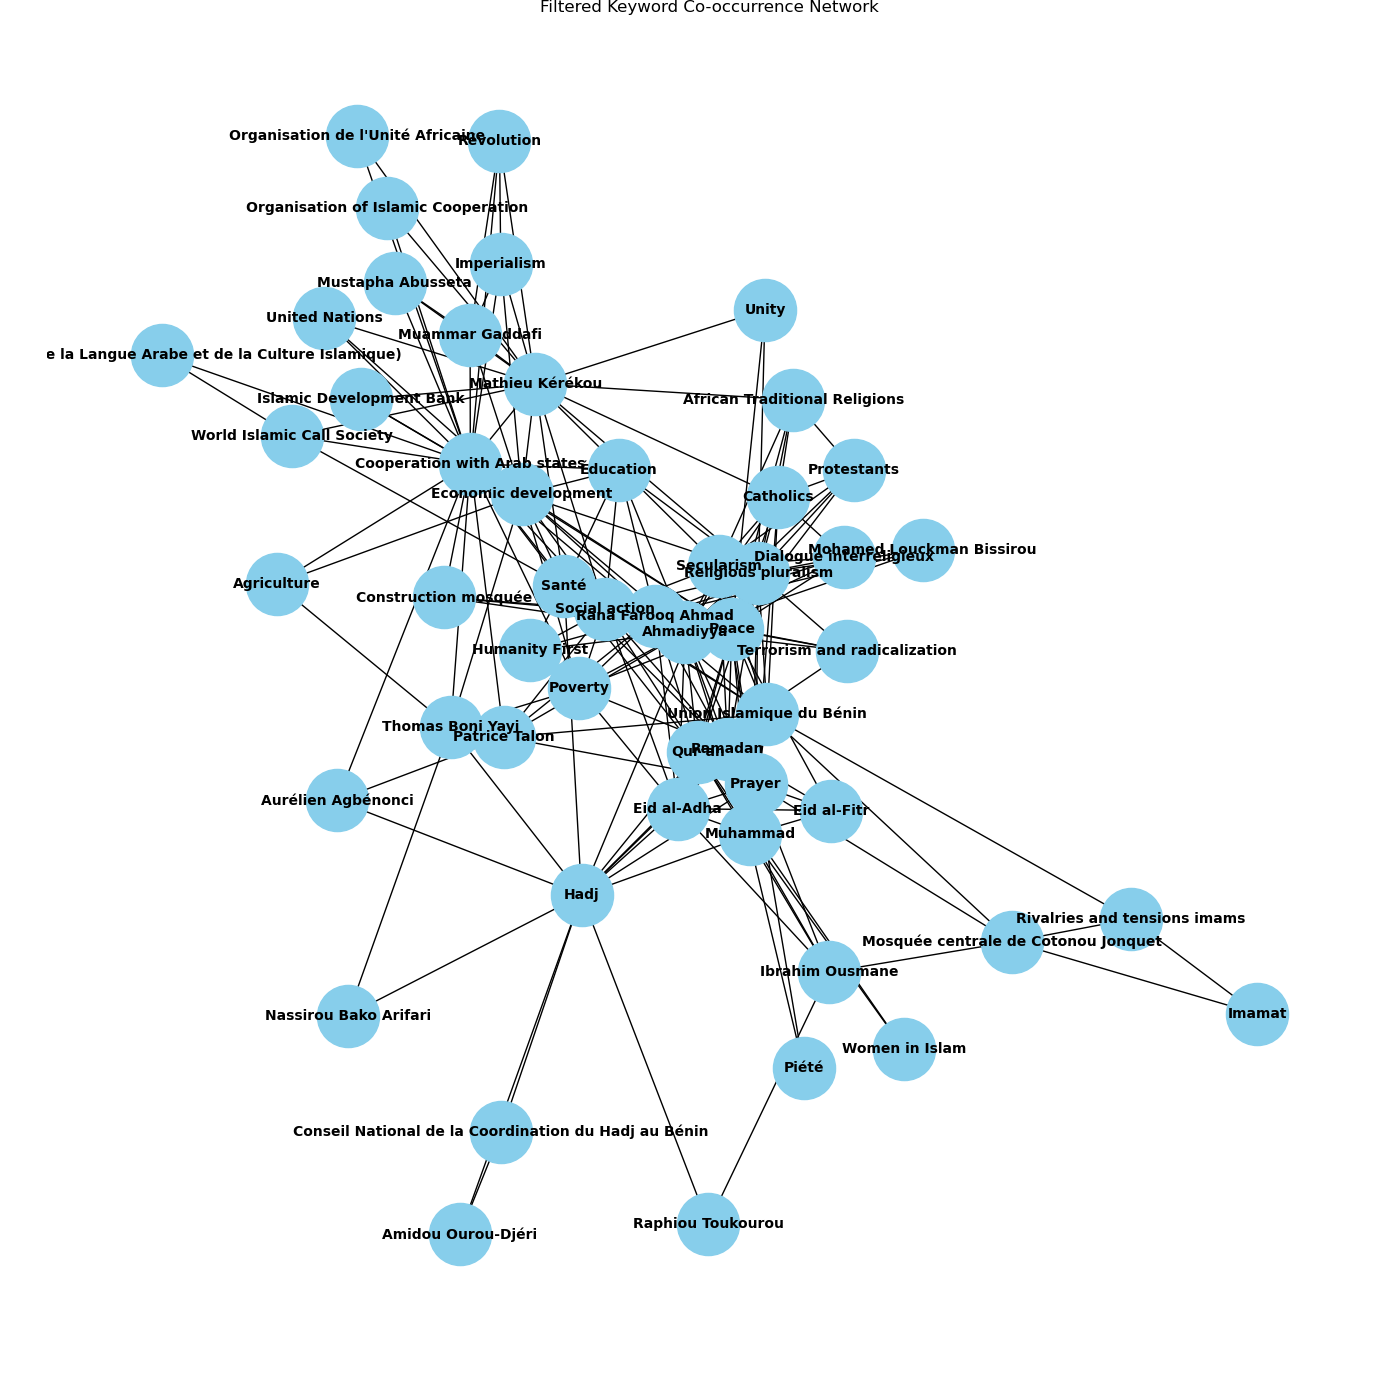 Filtered Keyword Co-occurrence Network
Organisation de l'Unité Africaine
Revolution
Organisation of Islamic Cooperation
Imperialism
Mustapha Abusseta
Unity
United Nations
Muammar Gaddafi
e la Langue Arabe et de la Culture Islamique)
Mathieu Kérékou
Islamic Development Bank
African Traditional Religions
World Islamic Call Society
Cooperation with Arab states
Education
Protestants
Economic development
Catholics
Mohamed Louckman Bissirou
Dialogue interreligieux
Secularism
Religious pluralism
Agriculture
Santé
Construction mosquée
Social action
Rana Farooq Ahmad
Peace
Ahmadiyya
Humanity First
Terrorism and radicalization
Poverty
Union Islamique du Bénin
Thomas Boni Yayi
Patrice Talon
Ramadan
Qur'an
Prayer
Aurélien Agbénonci
Eid al-Adha
Eid al-Fitr
Muhammad
Hadj
Rivalries and tensions imams
Mosquée centrale de Cotonou Jonquet
Ibrahim Ousmane
Nassirou Bako Arifari
Imamat
Women in Islam
Piété
Conseil National de la Coordination du Hadj au Bénin
Raphiou Toukourou
Amidou Ourou-Djéri